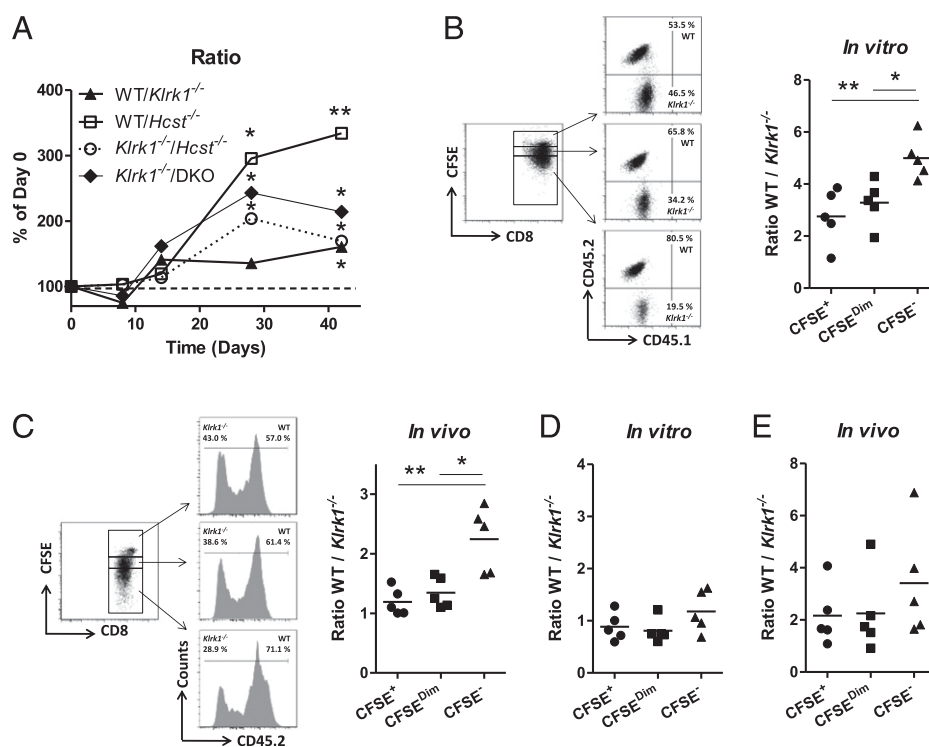 A
Ratio
400
300
200
100
% of Day 0
WT/Klrk1-/-
WT/Hcst-/-
Klrk1-/-/Hcst-/-
Klrk1-/-/DKO
**
*
*
*
*
*
*
0
10
20
30
40
Time (Days)
B
CFSE
CD8
53.5 %
WT
46.5 %
Klrk1-/-
65.8 %
WT
34.2 %
Klrk1-/-
80.5 %
WT
19.5 %
Klrk1-/-
CD45.2
CD45.1
In vitro
**
*
8
6
4
2
0
Ratio WT / Klrk1-/-
CFSE+
CFSEDim
CFSE-
C
CFSE
CD8
Klrk1-/- WT
43.0 % 57.0 %
Klrk1-/- WT
38.6 % 61.4 %
Klrk1-/- WT
28.9 % 71.1 %
Counts
CD45.2
In vivo
**
*
3
2
1
0
Ratio WT / Klrk1-/-
CFSE+
CFSEDim
CFSE-
D
In vitro
4
3
2
1
0
Ratio WT / Klrk1-/-
CFSE+
CFSEDim
CFSE-
E
In vivo
8
6
4
2
0
Ratio WT / Klrk1-/-
CFSE+
CFSEDim
CFSE-